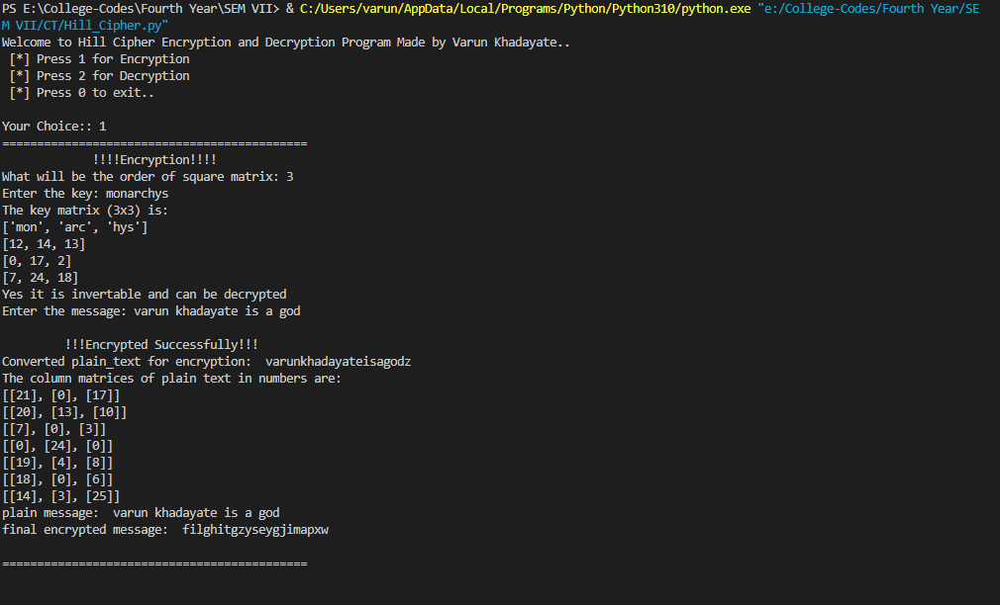 PS E:\College-Codes\Fourth Year\SEM VII> & C:/Users/varun/AppData/Local/Programs/Python/Python310/python.exe "e:/College-Codes/Fourth Year/SE
M VII/CT/Hill_Cipher.py"
Welcome to Hill Cipher Encryption and Decryption Program Made by Varun Khadayate..
[*] Press 1 for Encryption
[*] Press 2 for Decryption
[*] Press 0 to exit..
Your Choice:: 1
============================================
!!!!Encryption!!!!
What will be the order of square matrix: 3
Enter the key: monarchys
The key matrix (3x3) is:
['mon', 'arc', 'hys']
[12, 14, 13]
[0, 17, 2]
[7, 24, 18]
Yes it is invertable and can be decrypted
Enter the message: varun khadayate is a god
!!!Encrypted Successfully!!!
Converted plain_text for encryption:  varunkhadayateisagodz
The column matrices of plain text in numbers are:
[[21], [0], [17]]
[[20], [13], [10]]
[[7], [0], [3]]
[[0], [24], [0]]
[[19], [4], [8]]
[[18], [0], [6]]
[[14], [3], [25]]
plain message:  varun khadayate is a god
final encrypted message:  filghitgzyseygjimapxw
============================================